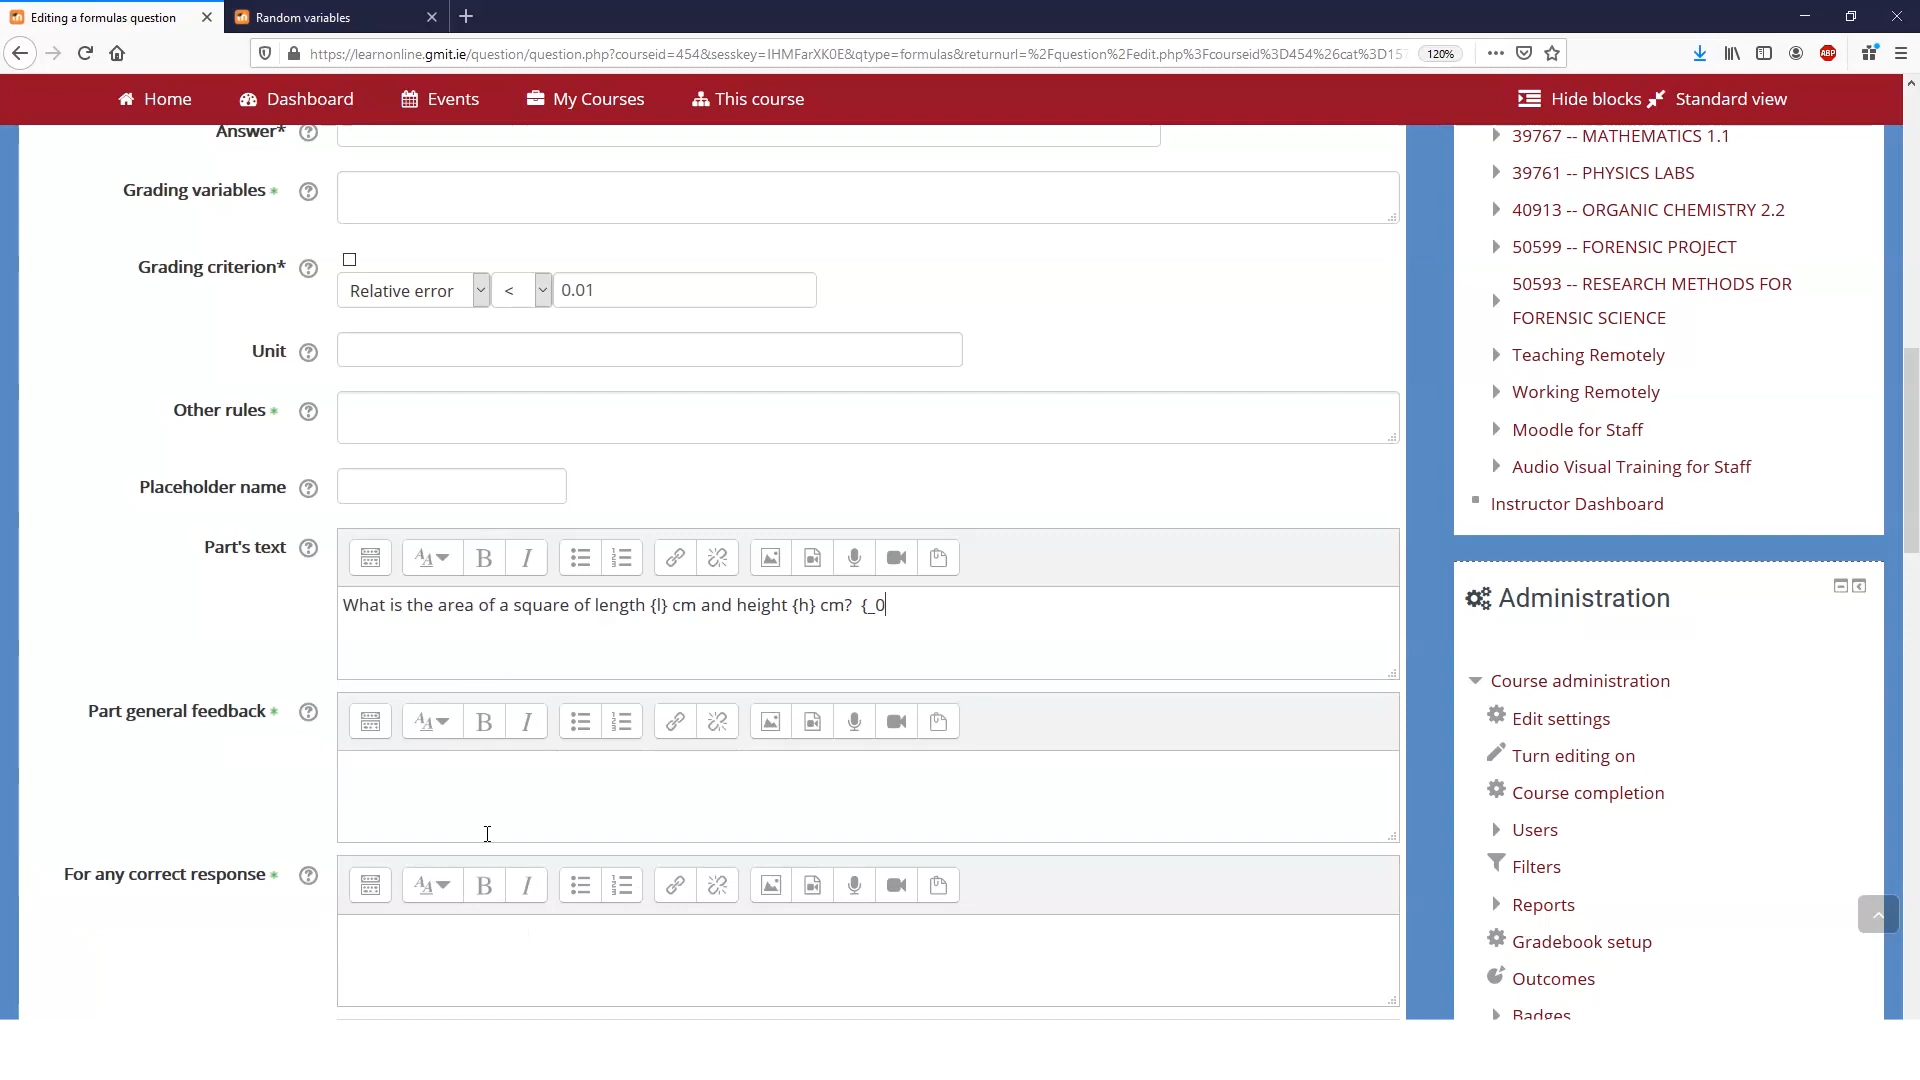 Editing a formulas question
Random variables
https://learnonline.gmit.ie/question/question.php?courseid=454&sesskey=IHMFarXK0E&qtype=formulas&returnurl=%2Fquestion%2Fedit.php%3Fcourseid%3D454%26cat%3D157
120%
Home
Dashboard
Events
My Courses
This course
Hide blocks
Standard view
Answer*
Grading variables *
Grading criterion*
Relative error
<
0.01
Unit
Other rules *
Placeholder name
Part's text
What is the area of a square of length {l} cm and height {h} cm? {_0
Part general feedback *
For any correct response *
39767 -- MATHEMATICS 1.1
39761 -- PHYSICS LABS
40913 -- ORGANIC CHEMISTRY 2.2
50599 -- FORENSIC PROJECT
50593 -- RESEARCH METHODS FOR
FORENSIC SCIENCE
Teaching Remotely
Working Remotely
Moodle for Staff
Audio Visual Training for Staff
Instructor Dashboard
Administration
Course administration
Edit settings
Turn editing on
Course completion
Users
Filters
Reports
Gradebook setup
Outcomes
Badges